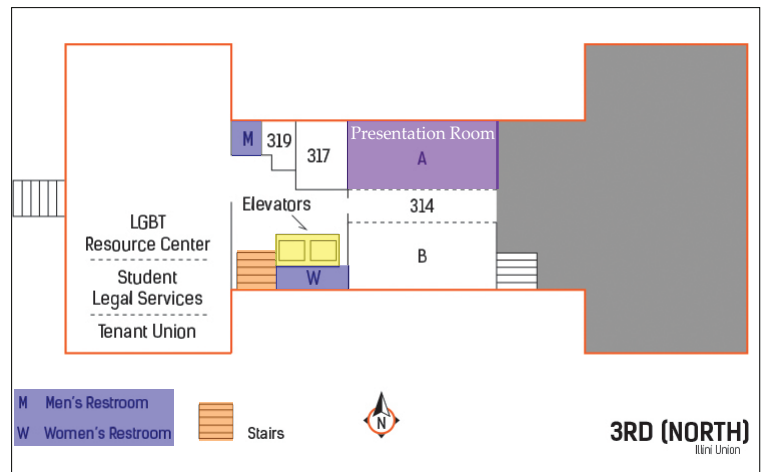 Presentation Room
M
319
317
A
Elevators
314
LGBT
Resource Center
Student
Legal Services
Tenant Union
W
B
M Men's Restroom
W Women's Restroom
Stairs
N
3RD (NORTH)
Illini Union